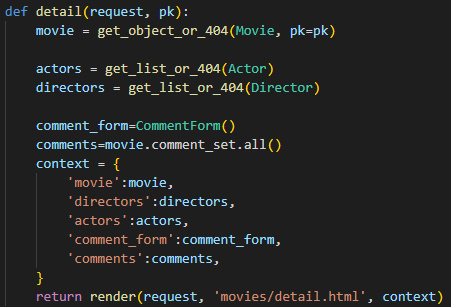 def detail(request, pk):
    movie = get_object_or_404(Movie, pk=pk)

    actors = get_list_or_404(Actor)
    directors = get_list_or_404(Director)

    comment_form=CommentForm()
    comments=movie.comment_set.all()
    context = {
        'movie':movie,
        'directors':directors,
        'actors':actors,
        'comment_form':comment_form,
        'comments':comments,
    }
    return render(request, 'movies/detail.html', context)